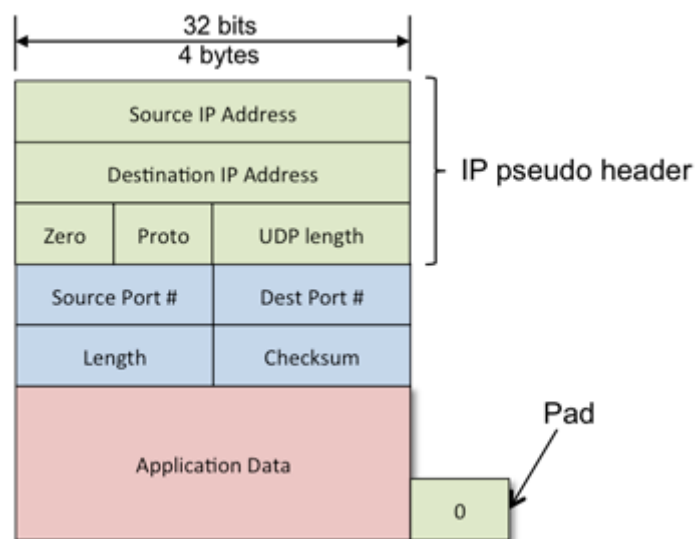 32 bits
4 bytes
Source IP Address
Destination IP Address
IP pseudo header
Zero Proto UDP length
Source Port # Dest Port #
Length Checksum
Pad
Application Data
0